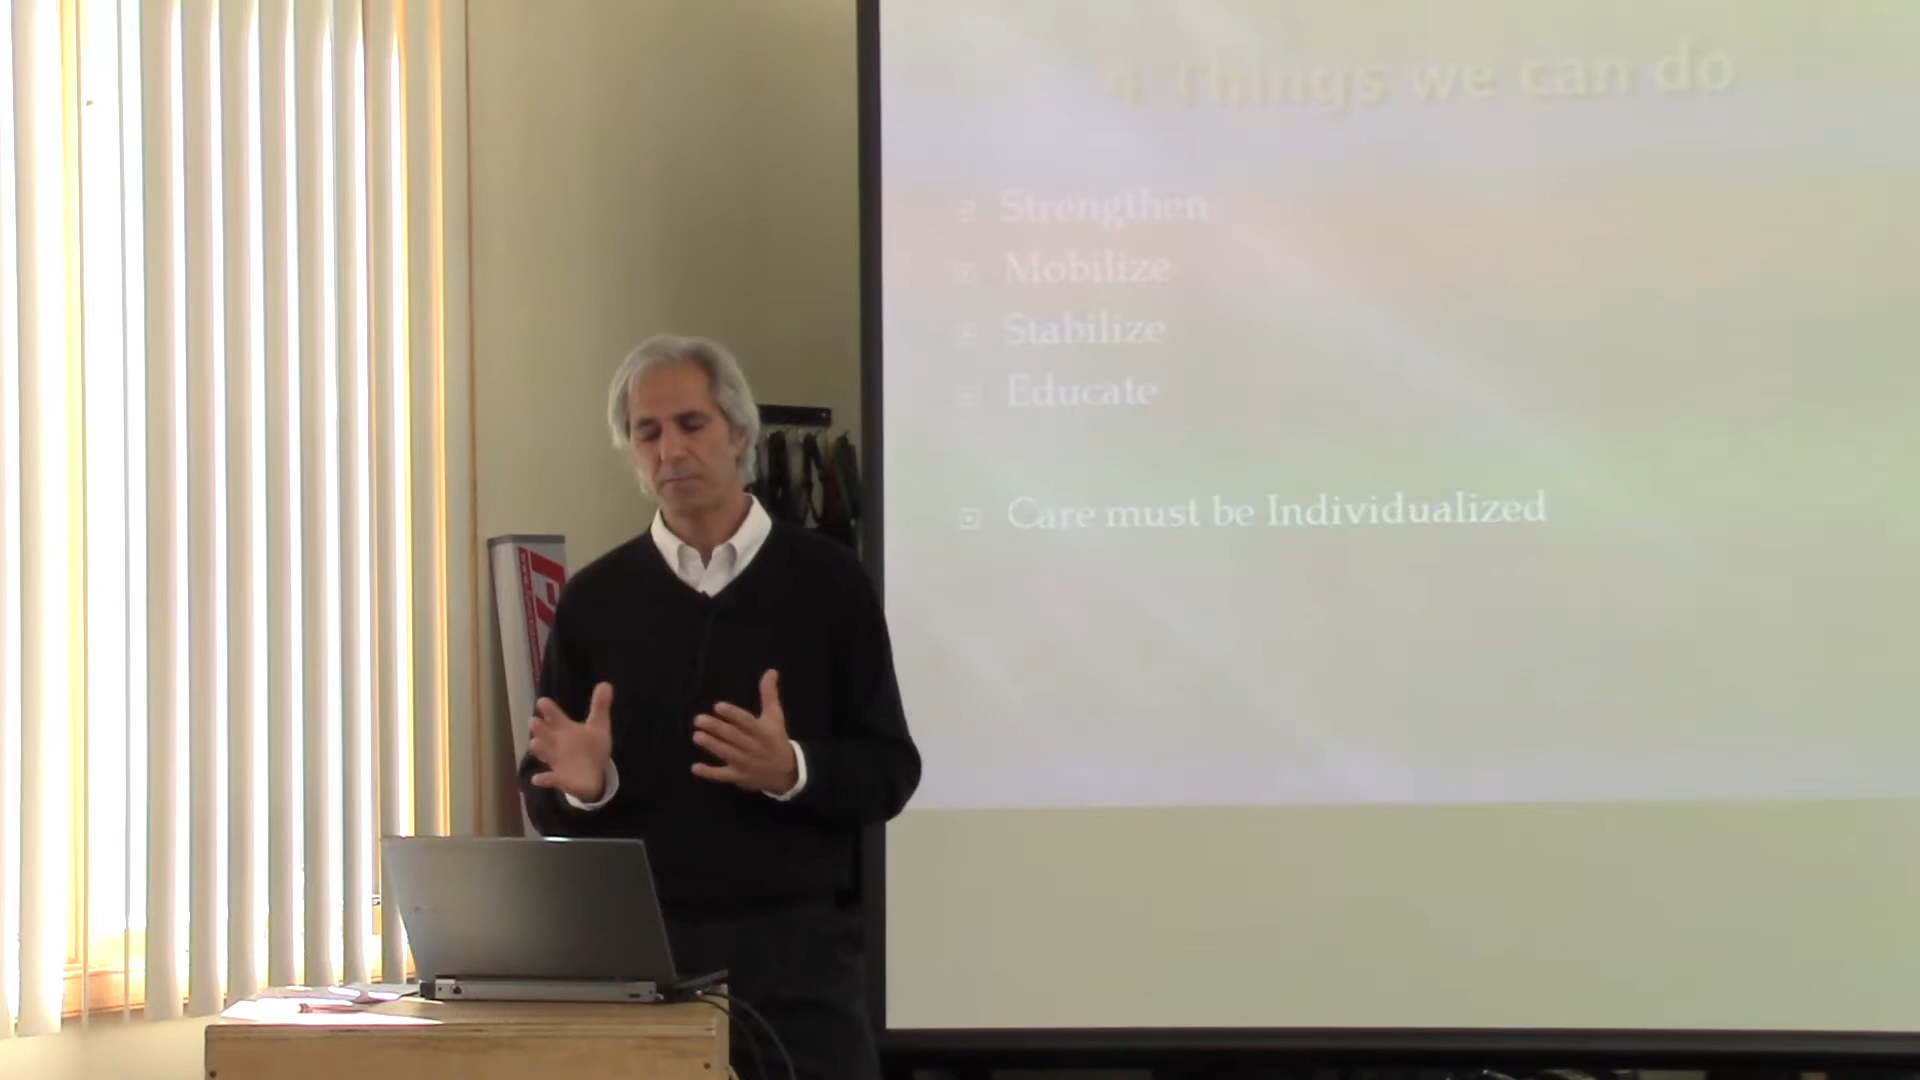 4 Things we can do
Strengthen
Mobilize
Stabilize
Educate
Care must be Individualized